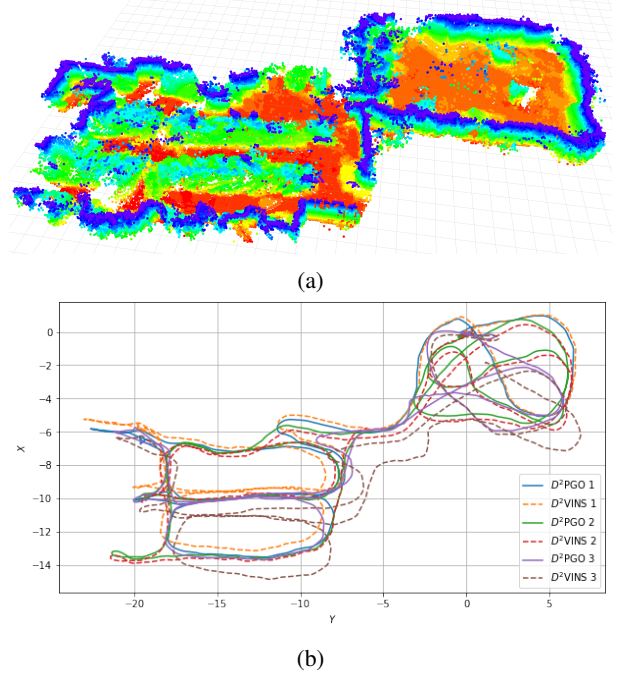 (a)
0
−2
−4
−6
−8
−10
−12
−14
X
D²PGO 1
D²VINS 1
D²PGO 2
D²VINS 2
D²PGO 3
D²VINS 3
−20 −15 −10 −5 0 5
Y
(b)